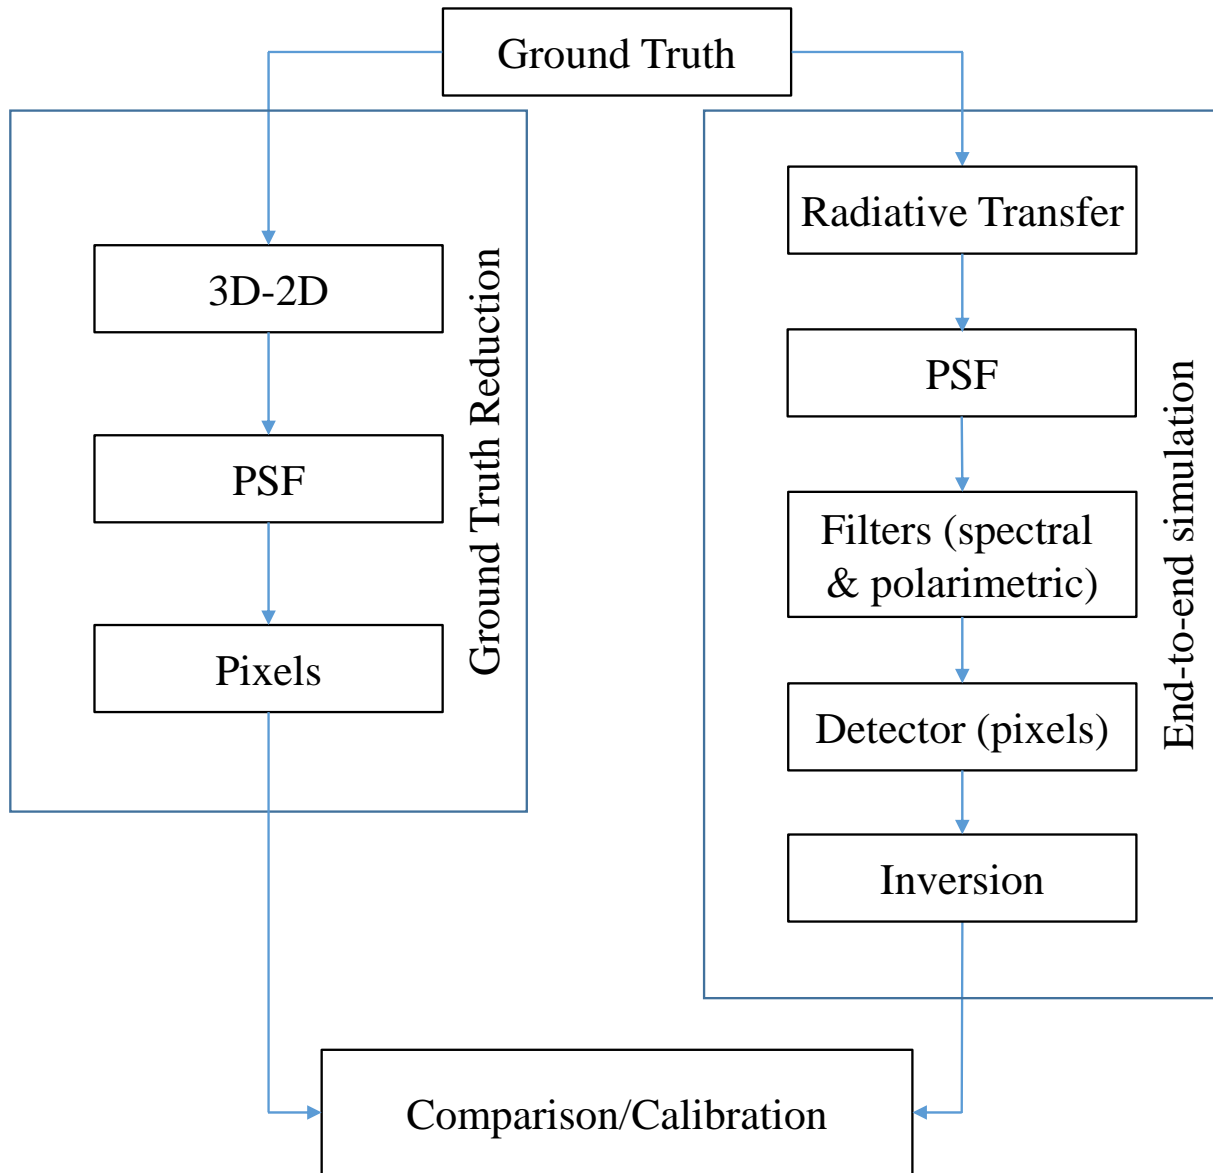 Ground Truth
3D-2D
PSF
Pixels
Ground Truth Reduction
Radiative Transfer
PSF
Filters (spectral
& polarimetric)
Detector (pixels)
Inversion
End-to-end simulation
Comparison/Calibration